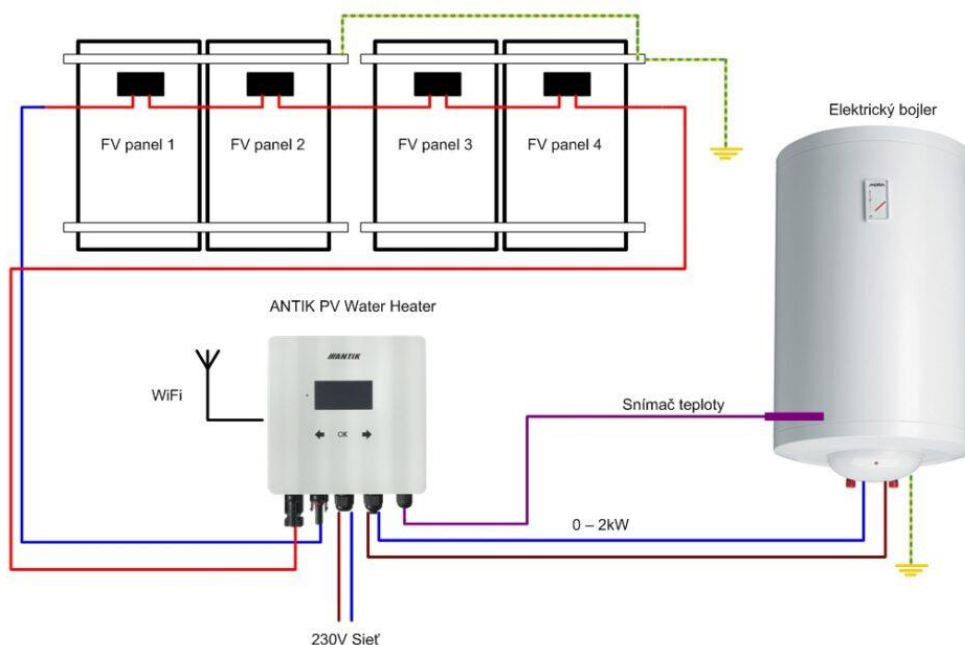 FV panel 1
FV panel 2
FV panel 3
FV panel 4
Elektrický bojler
ANTIK PV Water Heater
WiFi
ANTIK
OK
Snímač teploty
0 – 2kW
230V Sieť